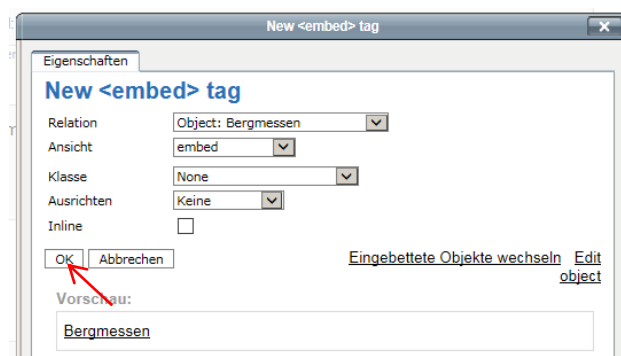 New <embed> tag
Eigenschaften
New <embed> tag
Relation Object: Bergmessen
Ansicht embed
Klasse None
Ausrichten Keine
Inline
OK Abbrechen Eingebettete Objekte wechseln Edit
object
Vorschau:
Bergmessen